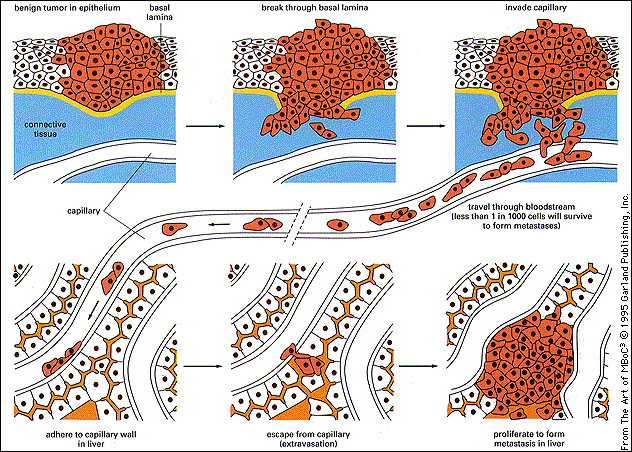 benign tumor in epithelium
basal
lamina
break through basal lamina
invade capillary
connective
tissue
capillary
travel through bloodstream
(less than 1 in 1000 cells will survive
to form metastases)
adhere to capillary wall
in liver
escape from capillary
(extravasation)
proliferate to form
metastasis in liver
From The Art of MBoC³ © 1995 Garland Publishing, Inc.